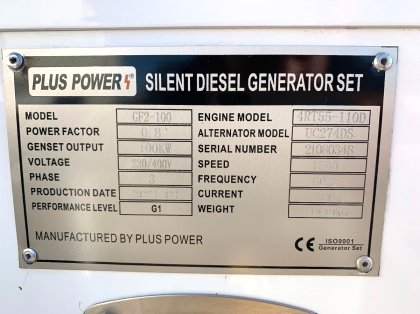 PLUS POWER® SILENT DIESEL GENERATOR SET
MODEL GF2-100 ENGINE MODEL 4RT55-110D
POWER FACTOR 0.8 ALTERNATOR MODEL UC274DS
GENSET OUTPUT 100KW SERIAL NUMBER
VOLTAGE 230/400V SPEED
PHASE FREQUENCY
PRODUCTION DATE CURRENT
PERFORMANCE LEVEL G1 WEIGHT
MANUFACTURED BY PLUS POWER
CE ISO9001
Generator Set